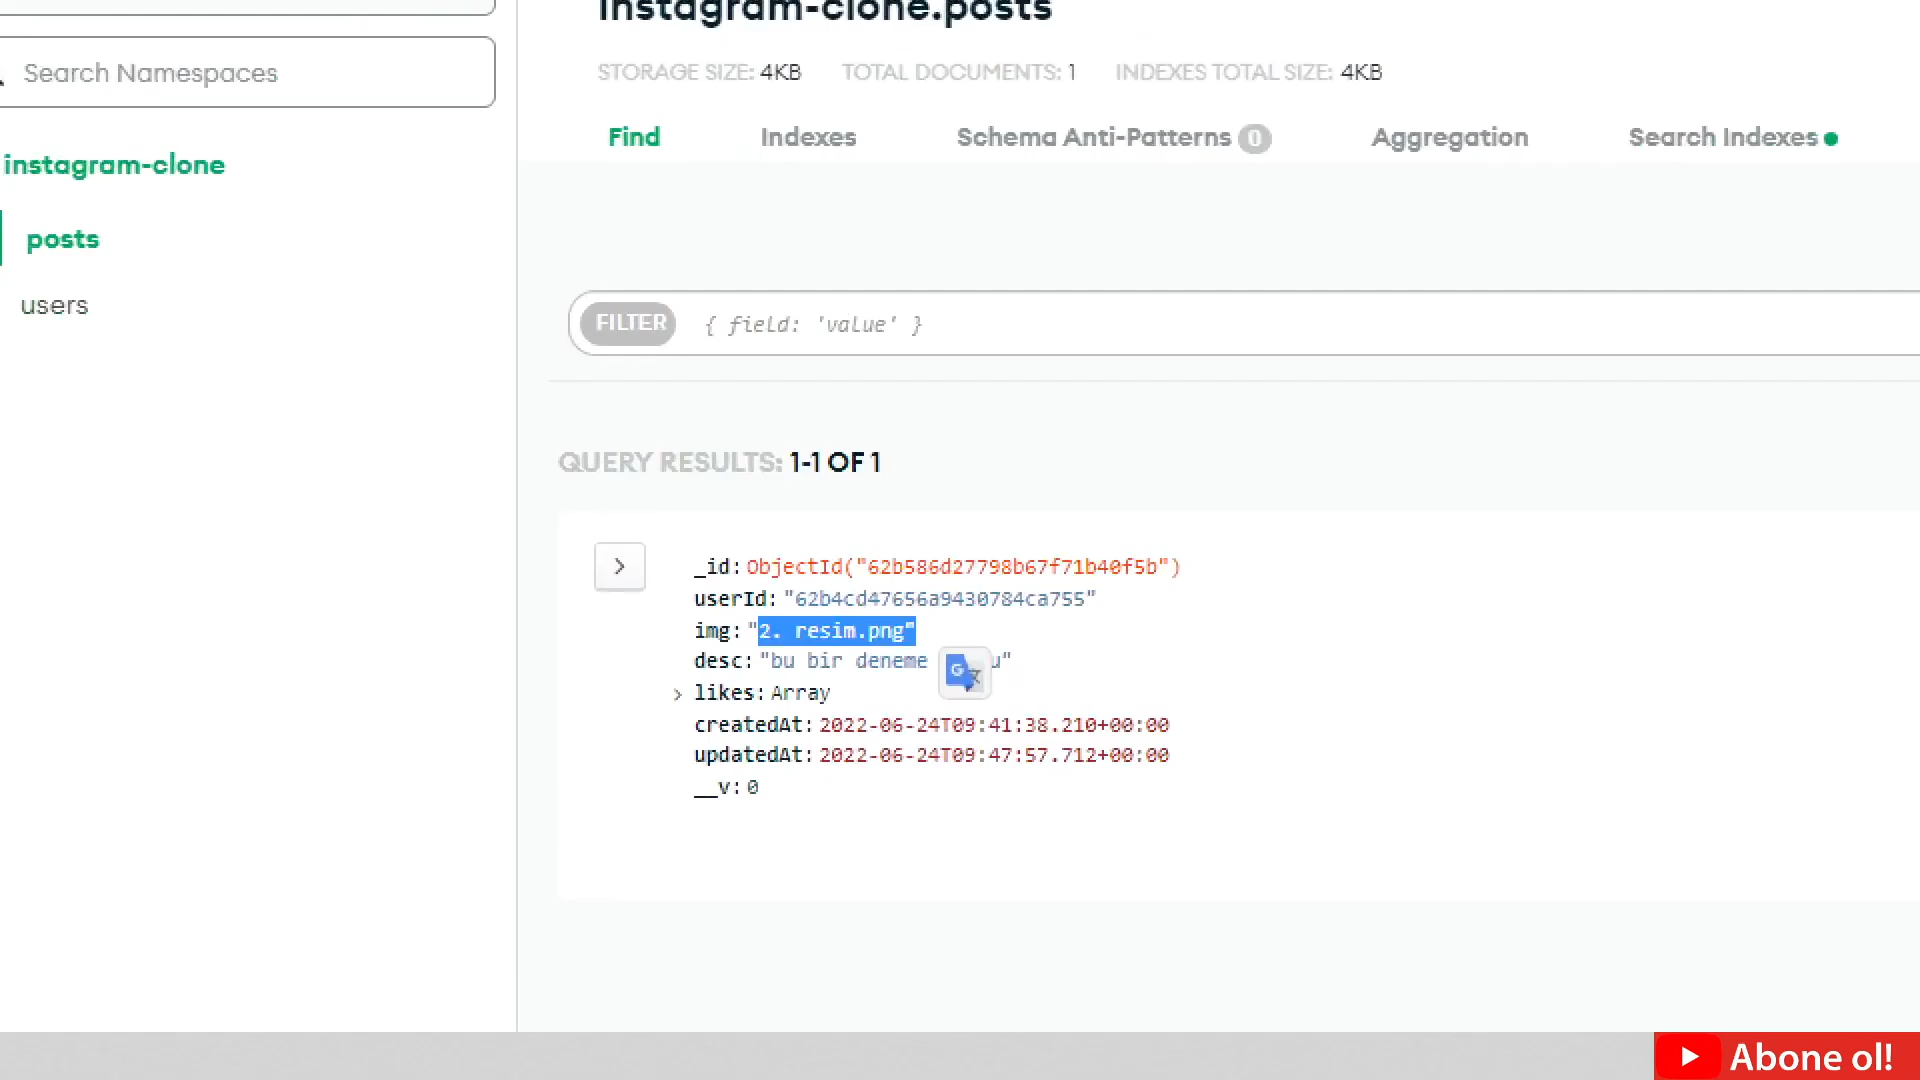 instagram-clone.posts
Search Namespaces
STORAGE SIZE: 4KB TOTAL DOCUMENTS: 1 INDEXES TOTAL SIZE: 4KB
Find Indexes Schema Anti-Patterns 0 Aggregation Search Indexes
instagram-clone
posts
users
FILTER { field: 'value' }
QUERY RESULTS: 1-1 OF 1
_id: ObjectId("62b586d27798b67f71b40f5b")
userId: "62b4cd47656a9430784ca755"
img: "2. resim.png"
desc: "bu bir deneme
likes: Array
createdAt: 2022-06-24T09:41:38.210+00:00
updatedAt: 2022-06-24T09:47:57.712+00:00
__v: 0
Abone ol!